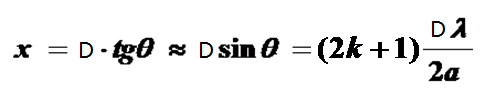 x = D · tgθ ≈ D sin θ = (2k + 1) Dλ / 2a